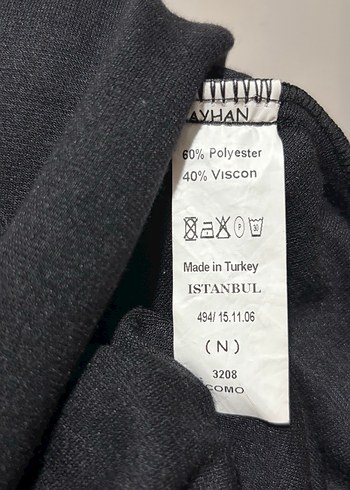 AYHAN
60% Polyester
40% Viscon
Made in Turkey
ISTANBUL
494/ 15.11.06
(N)
3208
COMO